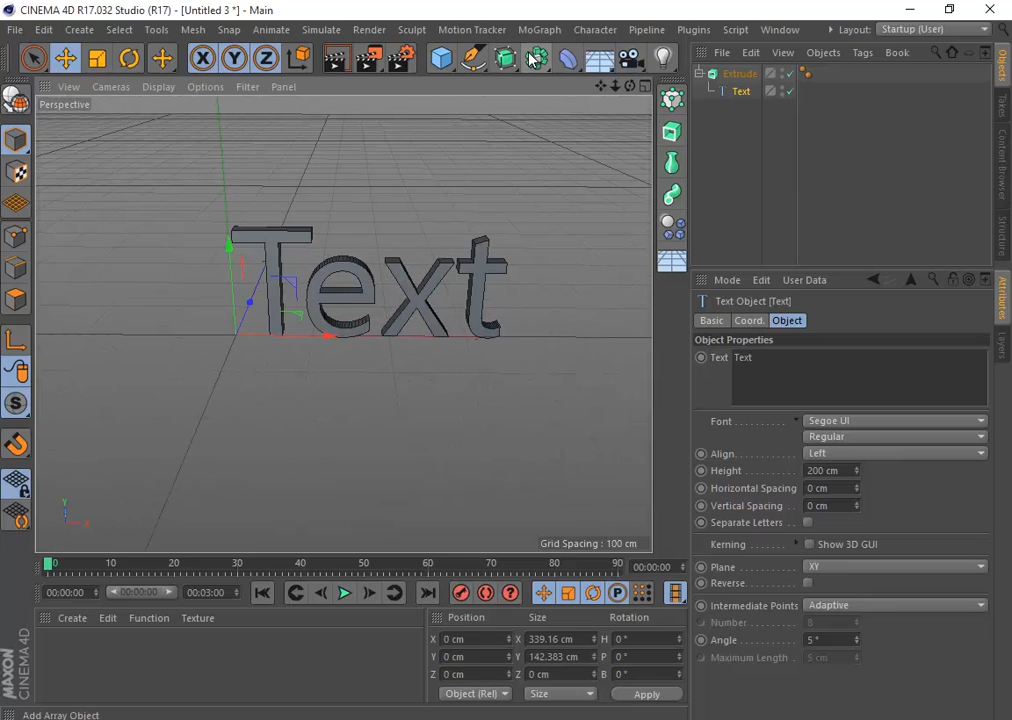 CINEMA 4D R17.032 Studio (R17) - [Untitled 3 *] - Main
File Edit Create Select Tools Mesh Snap Animate Simulate Render Sculpt Motion Tracker MoGraph Character Pipeline Plugins Script Window Layout: Startup (User)
X Y Z
File Edit View Objects Tags Book
Extrude
Text
View Cameras Display Options Filter Panel
Perspective
Text
Y
X
Grid Spacing : 100 cm
Objects
Takes
Content Browser
Structure
Attributes
Layers
Mode Edit User Data
Text Object [Text]
Basic Coord. Object
Object Properties
Text Text
Font Segoe UI
Regular
Align Left
Height 200 cm
Horizontal Spacing 0 cm
Vertical Spacing 0 cm
Separate Letters
Kerning Show 3D GUI
Plane XY
Reverse
Intermediate Points Adaptive
Number 8
Angle 5 °
Maximum Length 5 cm
0 10 20 30 40 50 60 70 80 90 00:00:00
00:00:00 00:00:00 00:03:00
Create Edit Function Texture
Position Size Rotation
X 0 cm X 339.16 cm H 0 °
Y 0 cm Y 142.383 cm P 0 °
Z 0 cm Z 0 cm B 0 °
Object (Rel) Size Apply
MAXON
CINEMA 4D
Add Array Object